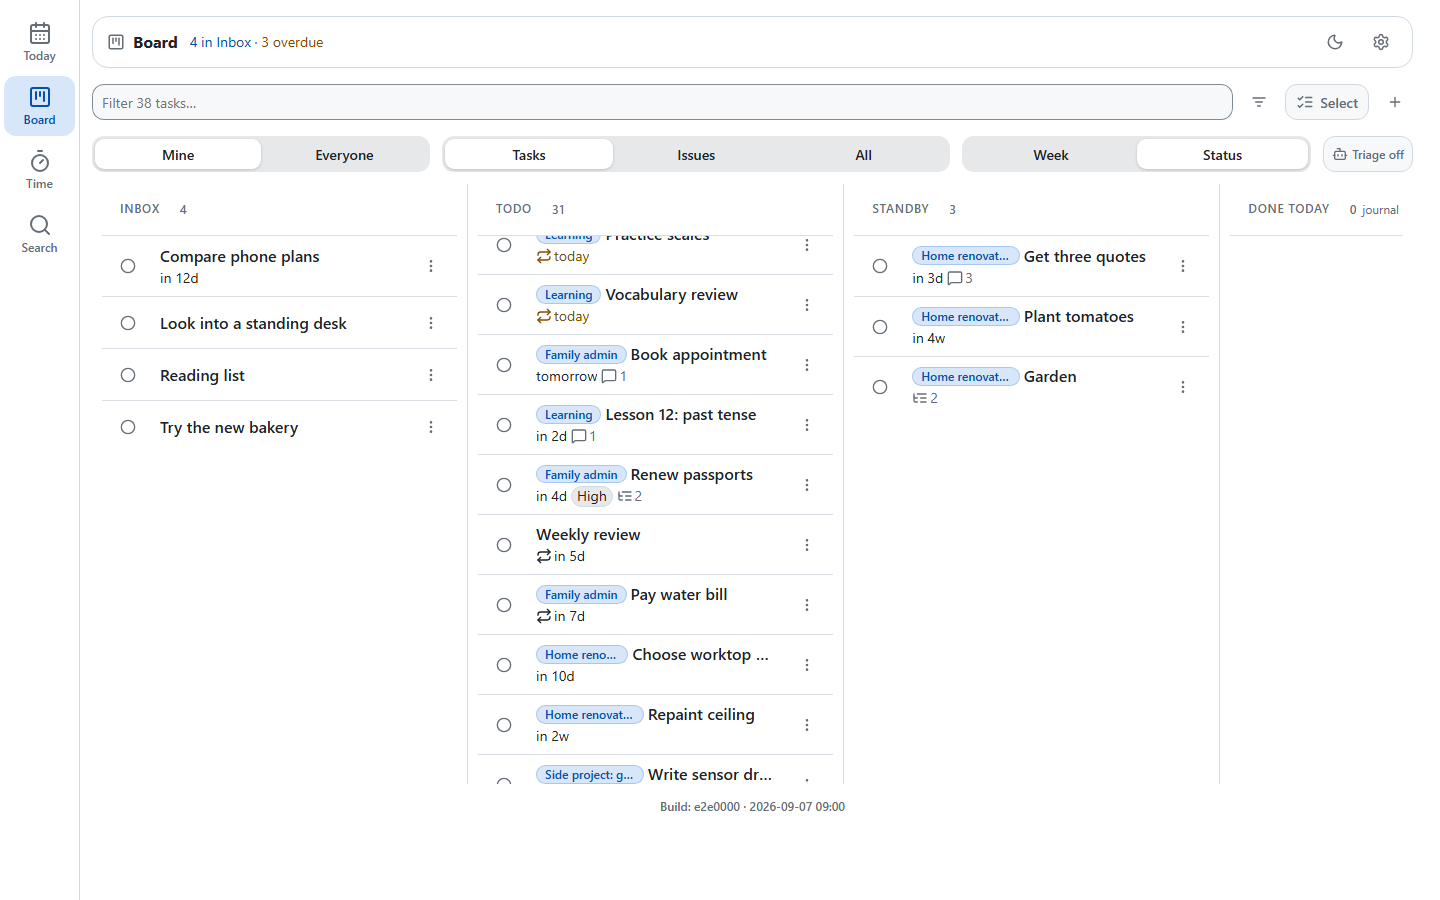 Today
Board
Time
Search
Board 4 in Inbox · 3 overdue
Filter 38 tasks...
Select
Mine Everyone Tasks Issues All Week Status Triage off
INBOX 4
Compare phone plans
in 12d
Look into a standing desk
Reading list
Try the new bakery
TODO 31
Learning Practice scales
today
Learning Vocabulary review
today
Family admin Book appointment
tomorrow 1
Learning Lesson 12: past tense
in 2d 1
Family admin Renew passports
in 4d High 2
Weekly review
in 5d
Family admin Pay water bill
in 7d
Home reno... Choose worktop ...
in 10d
Home renovat... Repaint ceiling
in 2w
Side project: g... Write sensor dr...
STANDBY 3
Home renovat... Get three quotes
in 3d 3
Home renovat... Plant tomatoes
in 4w
Home renovat... Garden
2
DONE TODAY 0 journal
Build: e2e0000 · 2026-09-07 09:00